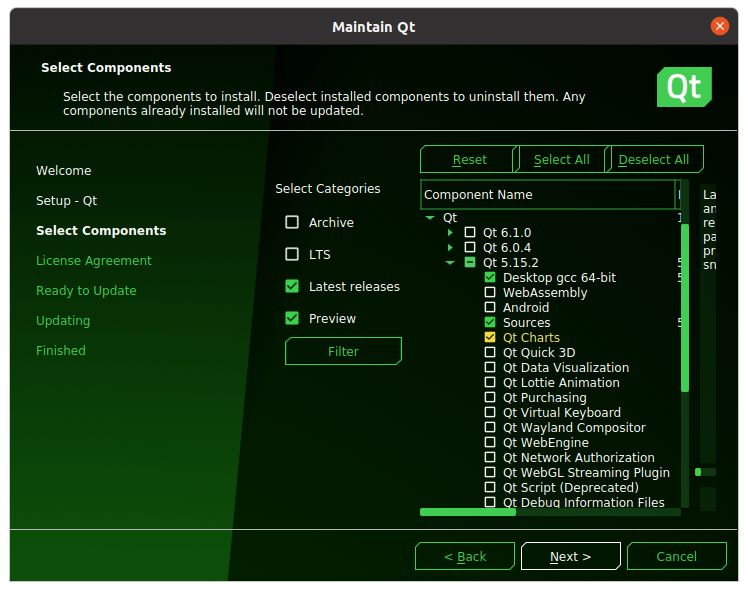 Maintain Qt
Select Components
Select the components to install. Deselect installed components to uninstall them. Any
components already installed will not be updated.
Qt
Welcome
Setup - Qt
Select Components
License Agreement
Ready to Update
Updating
Finished
Select Categories
Archive
LTS
Latest releases
Preview
Filter
Reset
Select All
Deselect All
Component Name
Qt
Qt 6.1.0
Qt 6.0.4
Qt 5.15.2
Desktop gcc 64-bit
WebAssembly
Android
Sources
Qt Charts
Qt Quick 3D
Qt Data Visualization
Qt Lottie Animation
Qt Purchasing
Qt Virtual Keyboard
Qt Wayland Compositor
Qt WebEngine
Qt Network Authorization
Qt WebGL Streaming Plugin
Qt Script (Deprecated)
Qt Debug Information Files
La
an
re
pa
pr
sn
< Back
Next >
Cancel